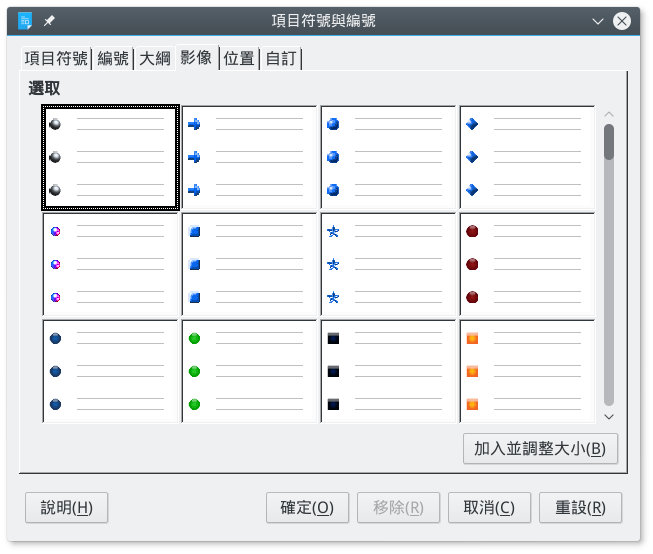 項目符號與編號
項目符號 編號 大綱 影像 位置 自訂
選取
加入並調整大小(B)
說明(H) 確定(O) 移除(R) 取消(C) 重設(R)